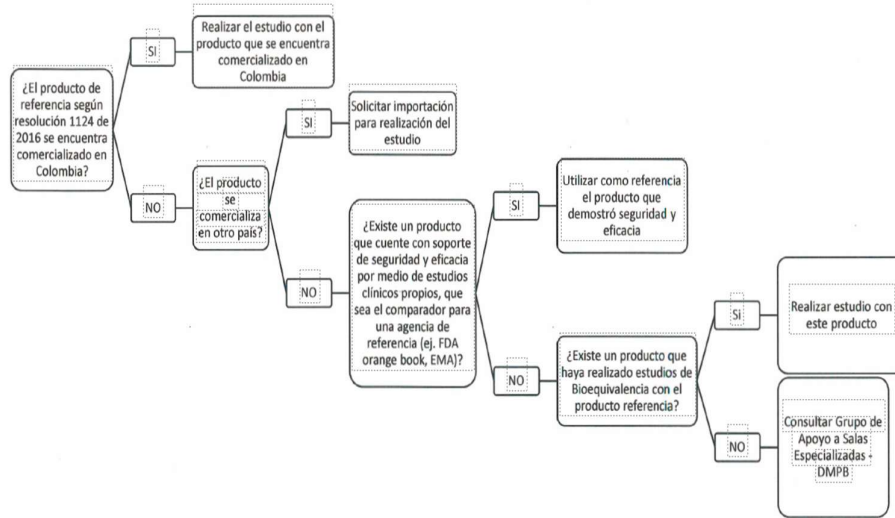 ¿El producto de
referencia según
resolución 1124 de
2016 se encuentra
comercializado en
Colombia?
SI
Realizar el estudio con el
producto que se encuentra
comercializado en
Colombia
NO
¿El producto
se
comercializa
en otro país?
SI
Solicitar importación
para realización del
estudio
NO
¿Existe un producto
que cuente con soporte
de seguridad y eficacia
por medio de estudios
clínicos propios, que
sea el comparador para
una agencia de
referencia (ej. FDA
orange book, EMA)?
SI
Utilizar como referencia
el producto que
demostró seguridad y
eficacia
NO
¿Existe un producto que
haya realizado estudios de
Bioequivalencia con el
producto referencia?
Si
Realizar estudio con
este producto
NO
Consultar Grupo de
Apoyo a Salas
Especializadas -
DMPB